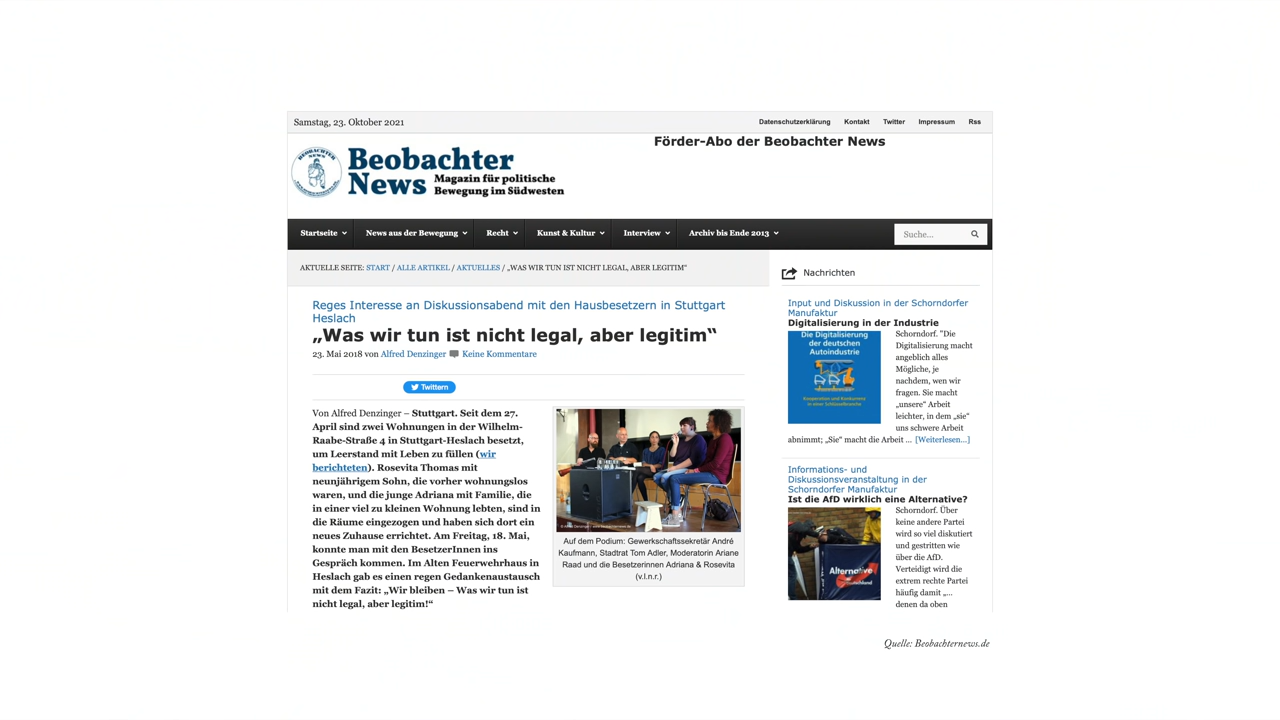 Samstag, 23. Oktober 2021
Datenschutzerklärung Kontakt Twitter Impressum Rss
Förder-Abo der Beobachter News
BEOBACHTER NEWS
Beobachter
News Magazin für politische
Bewegung im Südwesten
Startseite News aus der Bewegung Recht Kunst & Kultur Interview Archiv bis Ende 2013
Suche...
AKTUELLE SEITE: START / ALLE ARTIKEL / AKTUELLES / „WAS WIR TUN IST NICHT LEGAL, ABER LEGITIM“
Reges Interesse an Diskussionsabend mit den Hausbesetzern in Stuttgart
Heslach
„Was wir tun ist nicht legal, aber legitim“
23. Mai 2018 von Alfred Denzinger Keine Kommentare
Twittern
Von Alfred Denzinger – Stuttgart. Seit dem 27.
April sind zwei Wohnungen in der Wilhelm-
Raabe-Straße 4 in Stuttgart-Heslach besetzt,
um Leerstand mit Leben zu füllen (wir
berichteten). Rosevita Thomas mit
neunjährigem Sohn, die vorher wohnungslos
waren, und die junge Adriana mit Familie, die
in einer viel zu kleinen Wohnung lebten, sind in
die Räume eingezogen und haben sich dort ein
neues Zuhause errichtet. Am Freitag, 18. Mai,
konnte man mit den BesetzerInnen ins
Gespräch kommen. Im Alten Feuerwehrhaus in
Heslach gab es einen regen Gedankenaustausch
mit dem Fazit: „Wir bleiben – Was wir tun ist
nicht legal, aber legitim!“
Auf dem Podium: Gewerkschaftssekretär André
Kaufmann, Stadtrat Tom Adler, Moderatorin Ariane
Raad und die Besetzerinnen Adriana & Rosevita
(v.l.n.r.)
Nachrichten
Input und Diskussion in der Schorndorfer
Manufaktur
Digitalisierung in der Industrie
Die Digitalisierung
der deutschen
Autoindustrie
Kooperation und Konkurrenz
in einer Schlüsselbranche
Schorndorf. "Die
Digitalisierung macht
angeblich alles
Mögliche, je
nachdem, wen wir
fragen. Sie macht
„unsere“ Arbeit
leichter, in dem „sie“
uns schwere Arbeit
abnimmt; „Sie“ macht die Arbeit ... [Weiterlesen...]
Informations- und
Diskussionsveranstaltung in der
Schorndorfer Manufaktur
Ist die AfD wirklich eine Alternative?
Alternative
Deutschland
Schorndorf. Über
keine andere Partei
wird so viel diskutiert
und gestritten wie
über die AfD.
Verteidigt wird die
extrem rechte Partei
häufig damit „...
denen da oben
Quelle: Beobachternews.de